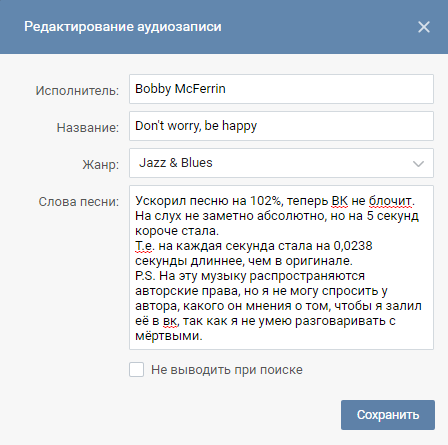 Редактирование аудиозаписи
Исполнитель: Bobby McFerrin
Название: Don't worry, be happy
Жанр: Jazz & Blues
Слова песни: Ускорил песню на 102%, теперь ВК не блочит.
На слух не заметно абсолютно, но на 5 секунд
короче стала.
Т.е. на каждая секунда стала на 0,0238
секунды длиннее, чем в оригинале.
P.S. На эту музыку распространяются
авторские права, но я не могу спросить у
автора, какого он мнения о том, чтобы я залил
её в вк, так как я не умею разговаривать с
мёртвыми.
Не выводить при поиске
Сохранить